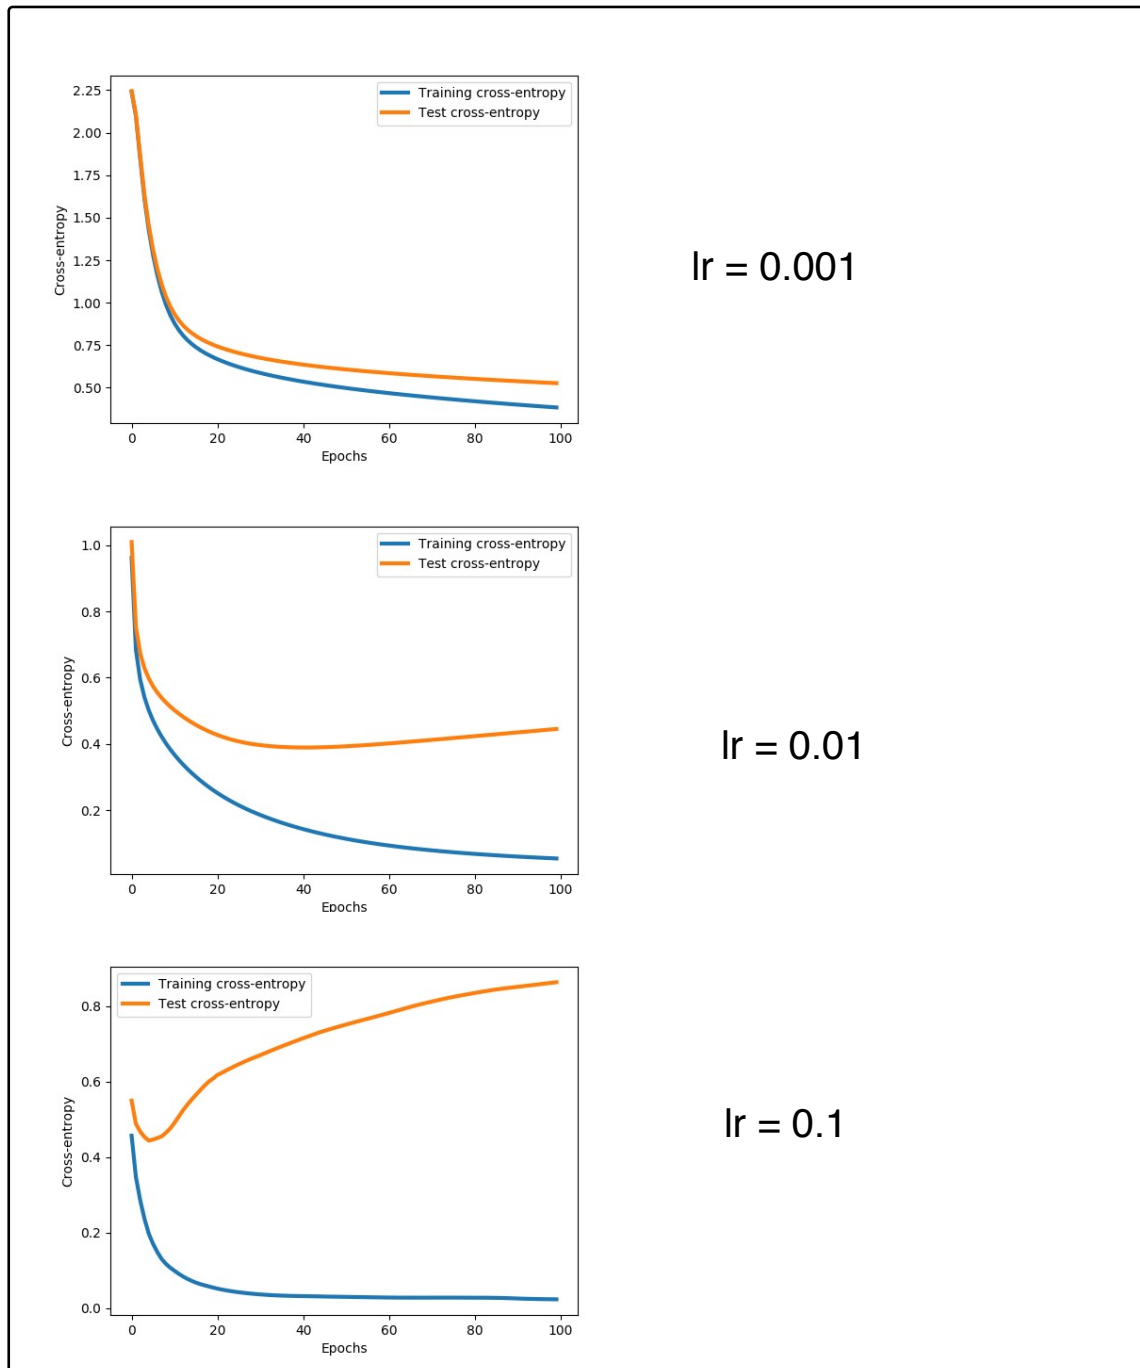 Training cross-entropy
Test cross-entropy
2.25
2.00
1.75
1.50
1.25
1.00
0.75
0.50
Cross-entropy
0 20 40 60 80 100
Epochs
lr = 0.001
Training cross-entropy
Test cross-entropy
1.0
0.8
0.6
0.4
0.2
Cross-entropy
0 20 40 60 80 100
Epochs
lr = 0.01
Training cross-entropy
Test cross-entropy
0.8
0.6
0.4
0.2
0.0
Cross-entropy
0 20 40 60 80 100
Epochs
lr = 0.1